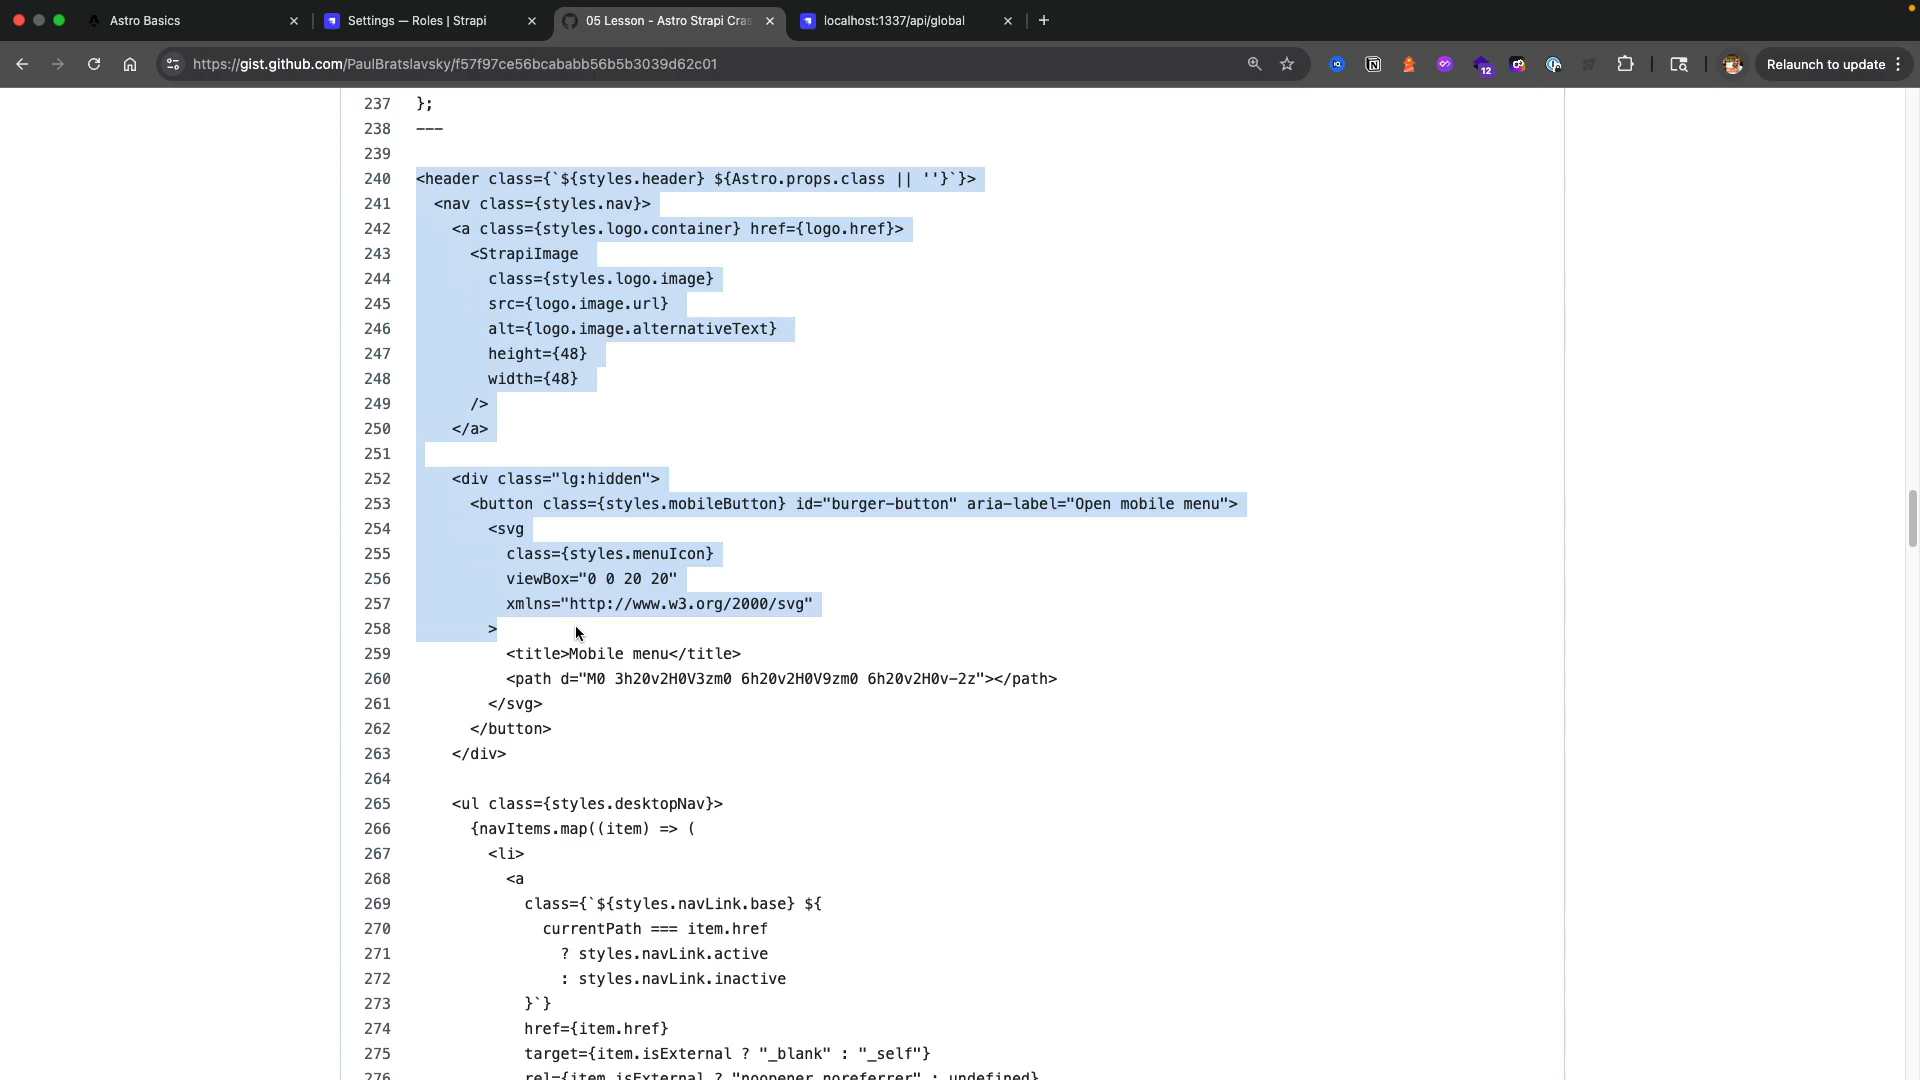 Astro Basics
Settings — Roles | Strapi
05 Lesson - Astro Strapi Cras
localhost:1337/api/global
https://gist.github.com/PaulBratslavsky/f57f97ce56bcababb56b5b3039d62c01
12
Relaunch to update
237 };
238 ---
239
240 <header class={`${styles.header} ${Astro.props.class || ''}`}>
241 <nav class={styles.nav}>
242 <a class={styles.logo.container} href={logo.href}>
243 <StrapiImage
244 class={styles.logo.image}
245 src={logo.image.url}
246 alt={logo.image.alternativeText}
247 height={48}
248 width={48}
249 />
250 </a>
251
252 <div class="lg:hidden">
253 <button class={styles.mobileButton} id="burger-button" aria-label="Open mobile menu">
254 <svg
255 class={styles.menuIcon}
256 viewBox="0 0 20 20"
257 xmlns="http://www.w3.org/2000/svg"
258 >
259 <title>Mobile menu</title>
260 <path d="M0 3h20v2H0V3zm0 6h20v2H0V9zm0 6h20v2H0v-2z"></path>
261 </svg>
262 </button>
263 </div>
264
265 <ul class={styles.desktopNav}>
266 {navItems.map((item) => (
267 <li>
268 <a
269 class={`${styles.navLink.base} ${
270 currentPath === item.href
271 ? styles.navLink.active
272 : styles.navLink.inactive
273 }`}
274 href={item.href}
275 target={item.isExternal ? "_blank" : "_self"}
276 rel={item.isExternal ? "noopener noreferrer" : undefined}